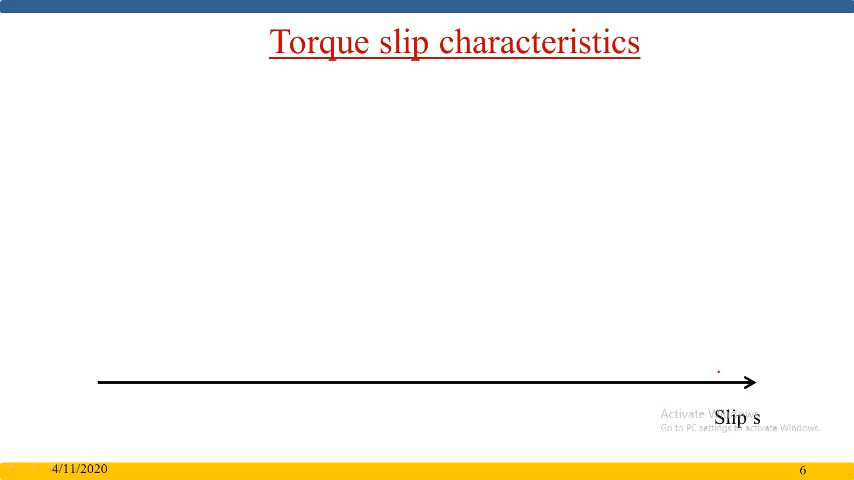 Torque slip characteristics
Activate Windows
Slip s
Go to PC settings to activate Windows.
4/11/2020
6